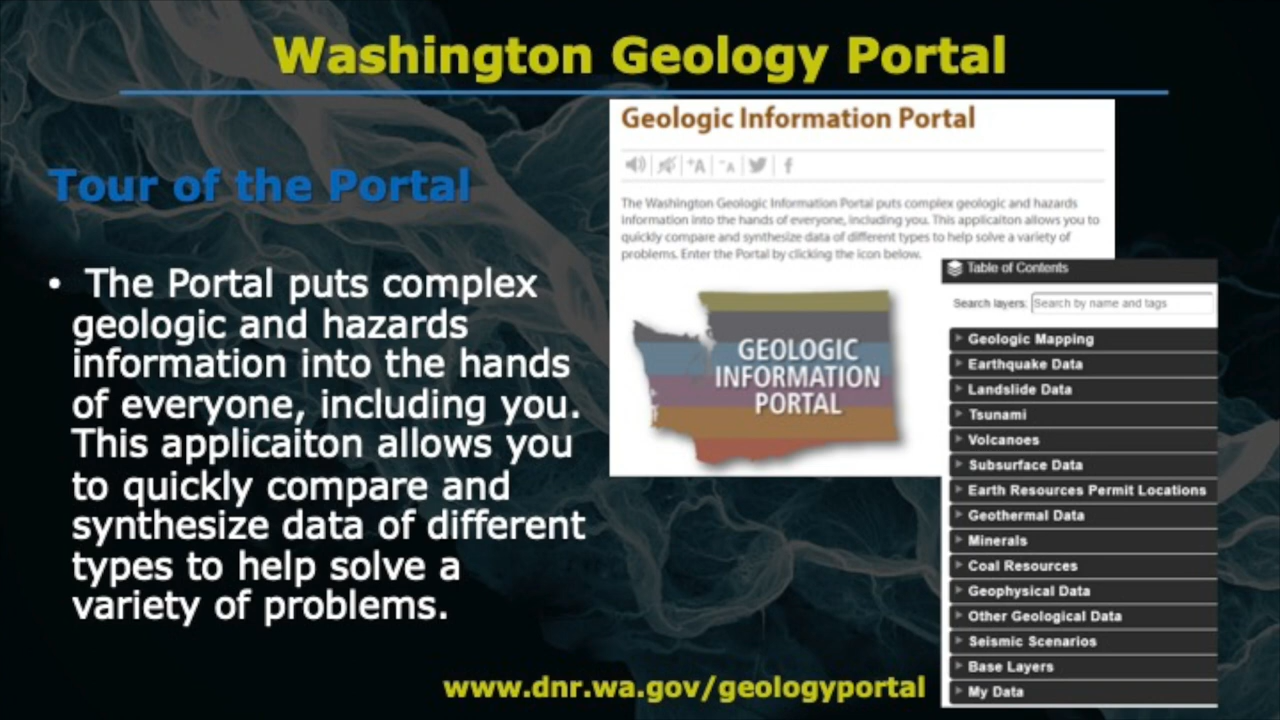 Washington Geology Portal
Tour of the Portal
• The Portal puts complex
geologic and hazards
information into the hands
of everyone, including you.
This applicaiton allows you
to quickly compare and
synthesize data of different
types to help solve a
variety of problems.
www.dnr.wa.gov/geologyportal
Geologic Information Portal
+A
-A
The Washington Geologic Information Portal puts complex geologic and hazards
information into the hands of everyone, including you. This applicaiton allows you to
quickly compare and synthesize data of different types to help solve a variety of
problems. Enter the Portal by clicking the icon below.
GEOLOGIC
INFORMATION
PORTAL
Table of Contents
Search layers: Search by name and tags
Geologic Mapping
Earthquake Data
Landslide Data
Tsunami
Volcanoes
Subsurface Data
Earth Resources Permit Locations
Geothermal Data
Minerals
Coal Resources
Geophysical Data
Other Geological Data
Seismic Scenarios
Base Layers
My Data